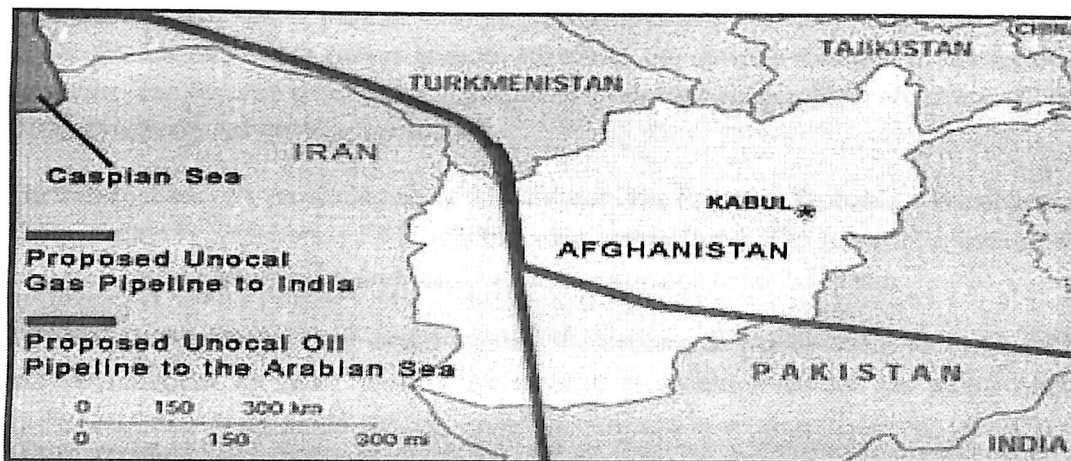 CHINA
TAJIKISTAN
TURKMENISTAN
IRAN
Caspian Sea
KABUL
AFGHANISTAN
Proposed Unocal
Gas Pipeline to India
Proposed Unocal Oil
Pipeline to the Arabian Sea
PAKISTAN
0 150 300 km
0 150 300 mi
INDIA